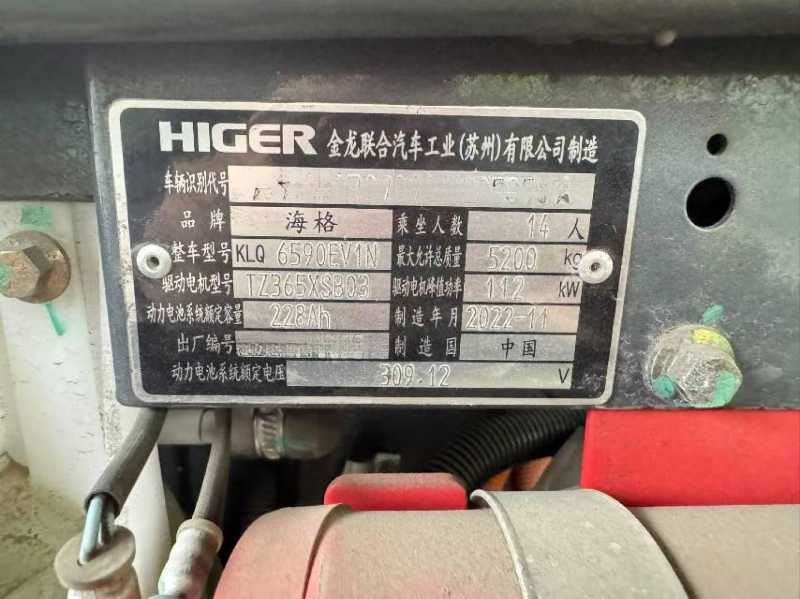 HIGER 金龙联合汽车工业(苏州)有限公司制造
车辆识别代号
品牌 海格 乘坐人数 14 人
整车型号 KLQ 6590EV1N 最大允许总质量 5200 kg
驱动电机型号 TZ365XSB03 驱动电机峰值功率 112 kW
动力电池系统额定容量 228Ah 制造年月 2022-11
出厂编号 制造国 中国
动力电池系统额定电压 309.12 V